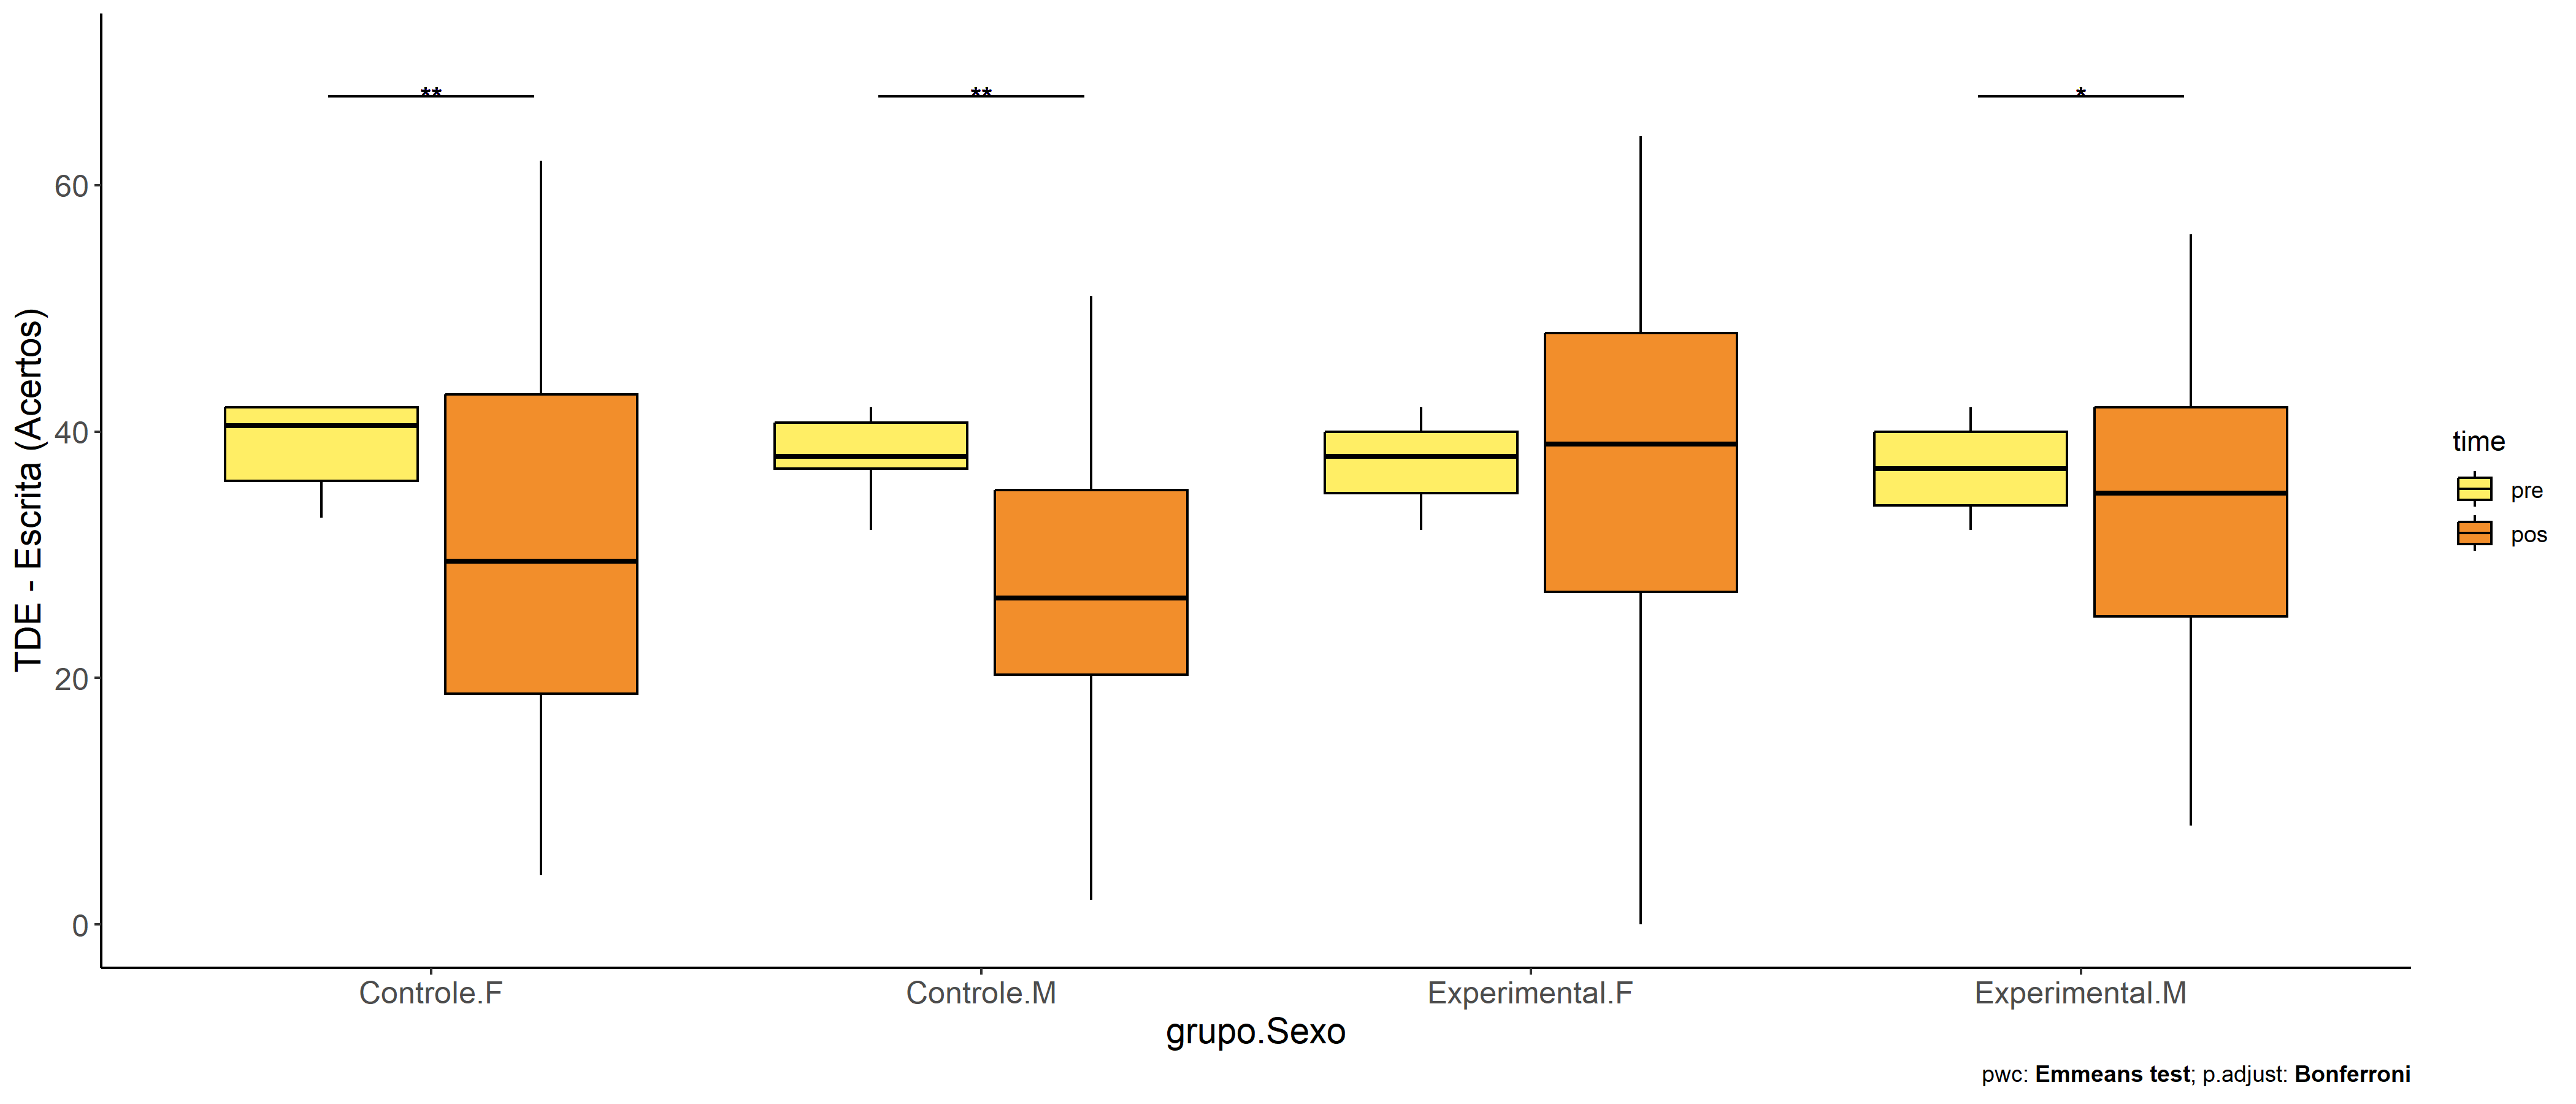 ** ** *
TDE - Escrita (Acertos)
60
40
20
0
Controle.F Controle.M Experimental.F Experimental.M
grupo.Sexo
time
pre
pos
pwc: Emmeans test; p.adjust: Bonferroni